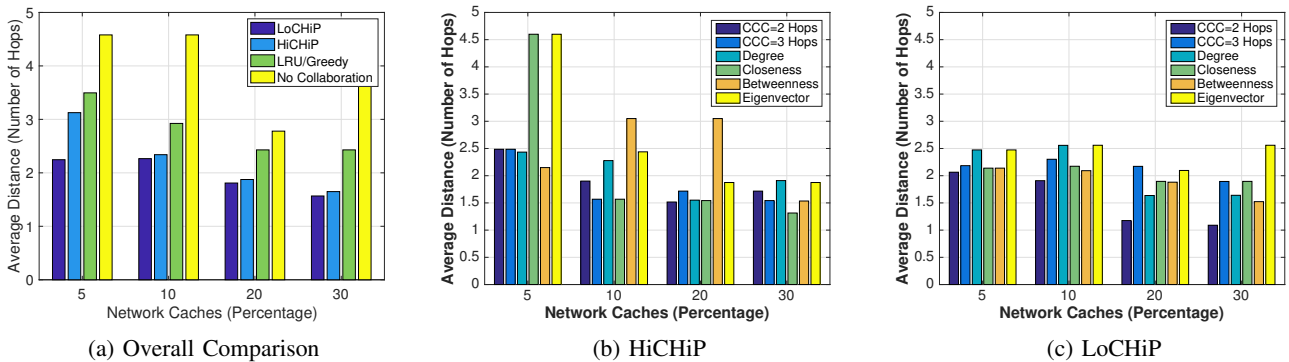 Average Distance (Number of Hops)
5
4
3
2
1
0
LoCHiP
HiCHiP
LRU/Greedy
No Collaboration
5 10 20 30
Network Caches (Percentage)
(a) Overall Comparison
Average Distance (Number of Hops)
5
4.5
4
3.5
3
2.5
2
1.5
1
0.5
0
CCC=2 Hops
CCC=3 Hops
Degree
Closeness
Betweenness
Eigenvector
5 10 20 30
Network Caches (Percentage)
(b) HiCHiP
Average Distance (Number of Hops)
5
4.5
4
3.5
3
2.5
2
1.5
1
0.5
0
CCC=2 Hops
CCC=3 Hops
Degree
Closeness
Betweenness
Eigenvector
5 10 20 30
Network Caches (Percentage)
(c) LoCHiP